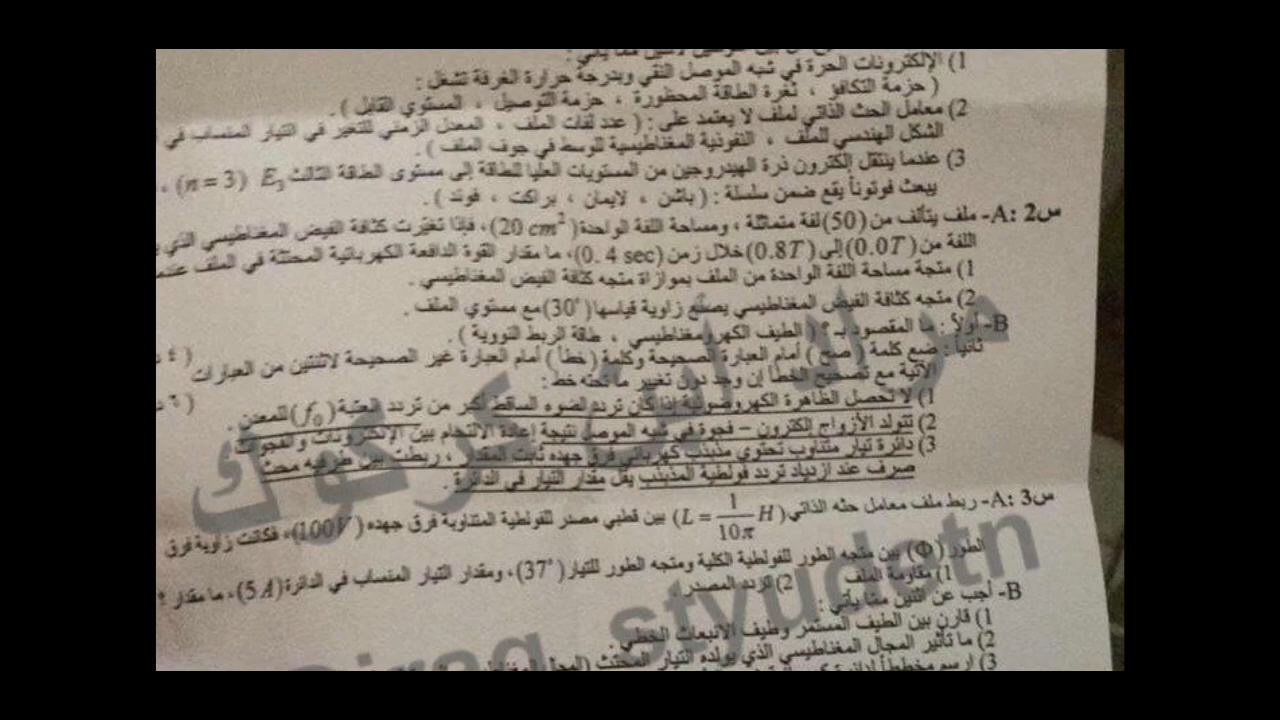 1) الإلكترونات الحرة في شبه الموصل النقي وبدرجة حرارة الغرفة تشغل :
( حزمة التكافؤ ، ثغرة الطاقة المحظورة ، حزمة التوصيل ، المستوي القابل ) .
2) معامل الحث الذاتي لملف لا يعتمد على : ( عدد لفات الملف ، المعدل الزمني للتغير في التيار المنساب في
الشكل الهندسي للملف ، النفوذية المغناطيسية للوسط في جوف الملف ) .
3) عندما ينتقل إلكترون ذرة الهيدروجين من المستويات العليا للطاقة إلى مستوى الطاقة الثالث E3 (n = 3) ،
يبعث فوتوناً يقع ضمن سلسلة : ( باشن ، لايمان ، براكت ، فوند ) .
س2 :A- ملف يتألف من (50) لفة متماثلة ، ومساحة اللفة الواحدة (20 cm²) ، فإذا تغيرت كثافة الفيض المغناطيسي الذي
اللفة من (0.0T) إلى (0.8T) خلال زمن (0.4 sec) ، ما مقدار القوة الدافعة الكهربائية المحتثة في الملف عندما
1) متجة مساحة اللفة الواحدة من الملف بموازاة متجه كثافة الفيض المغناطيسي .
2) متجه كثافة الفيض المغناطيسي يصنع زاوية قياسها (30°) مع مستوي الملف .
B- أولاً : ما المقصود بـ ؟ ( الطيف الكهرومغناطيسي ، طاقة الربط النووية ) .
ثانياً : ضع كلمة ( صح ) أمام العبارة الصحيحة وكلمة ( خطأ ) أمام العبارة غير الصحيحة لاثنتين من العبارات
الآتية مع تصحيح الخطأ إن وجد دون تغيير ما تحته خط :
1) لا تحصل الظاهرة الكهروضوئية إذا كان تردد الضوء الساقط أكبر من تردد العتبة (f0) للمعدن .
2) تتولد الأزواج إلكترون – فجوة في شبه الموصل نتيجة إعادة الالتحام بين الإلكترونات والفجوات .
3) دائرة تيار متناوب تحتوي مذبذب كهربائي فرق جهده ثابت المقدار ، ربطت بين طرفيه محث
صرف عند ازدياد تردد فولطية المذبذب يقل مقدار التيار في الدائرة .
س3 :A- ربط ملف معامل حثه الذاتي (L = 1/10π H) بين قطبي مصدر للفولطية المتناوبة فرق جهده (100V) ، فكانت زاوية فرق
الطور (Φ) بين متجه الطور للفولطية الكلية ومتجه الطور للتيار (37°) ، ومقدار التيار المنساب في الدائرة (5 A) ، ما مقدار ؟
1) مقاومة الملف 2) تردد المصدر .
B- أجب عن اثنين مما يأتي :
1) قارن بين الطيف المستمر وطيف الانبعاث الخطي .
2) ما تأثير المجال المغناطيسي الذي يولده التيار المحتث
3) ارسم مخططاً لدائرة
من الا أنبار كركوك
iraq_styudetn